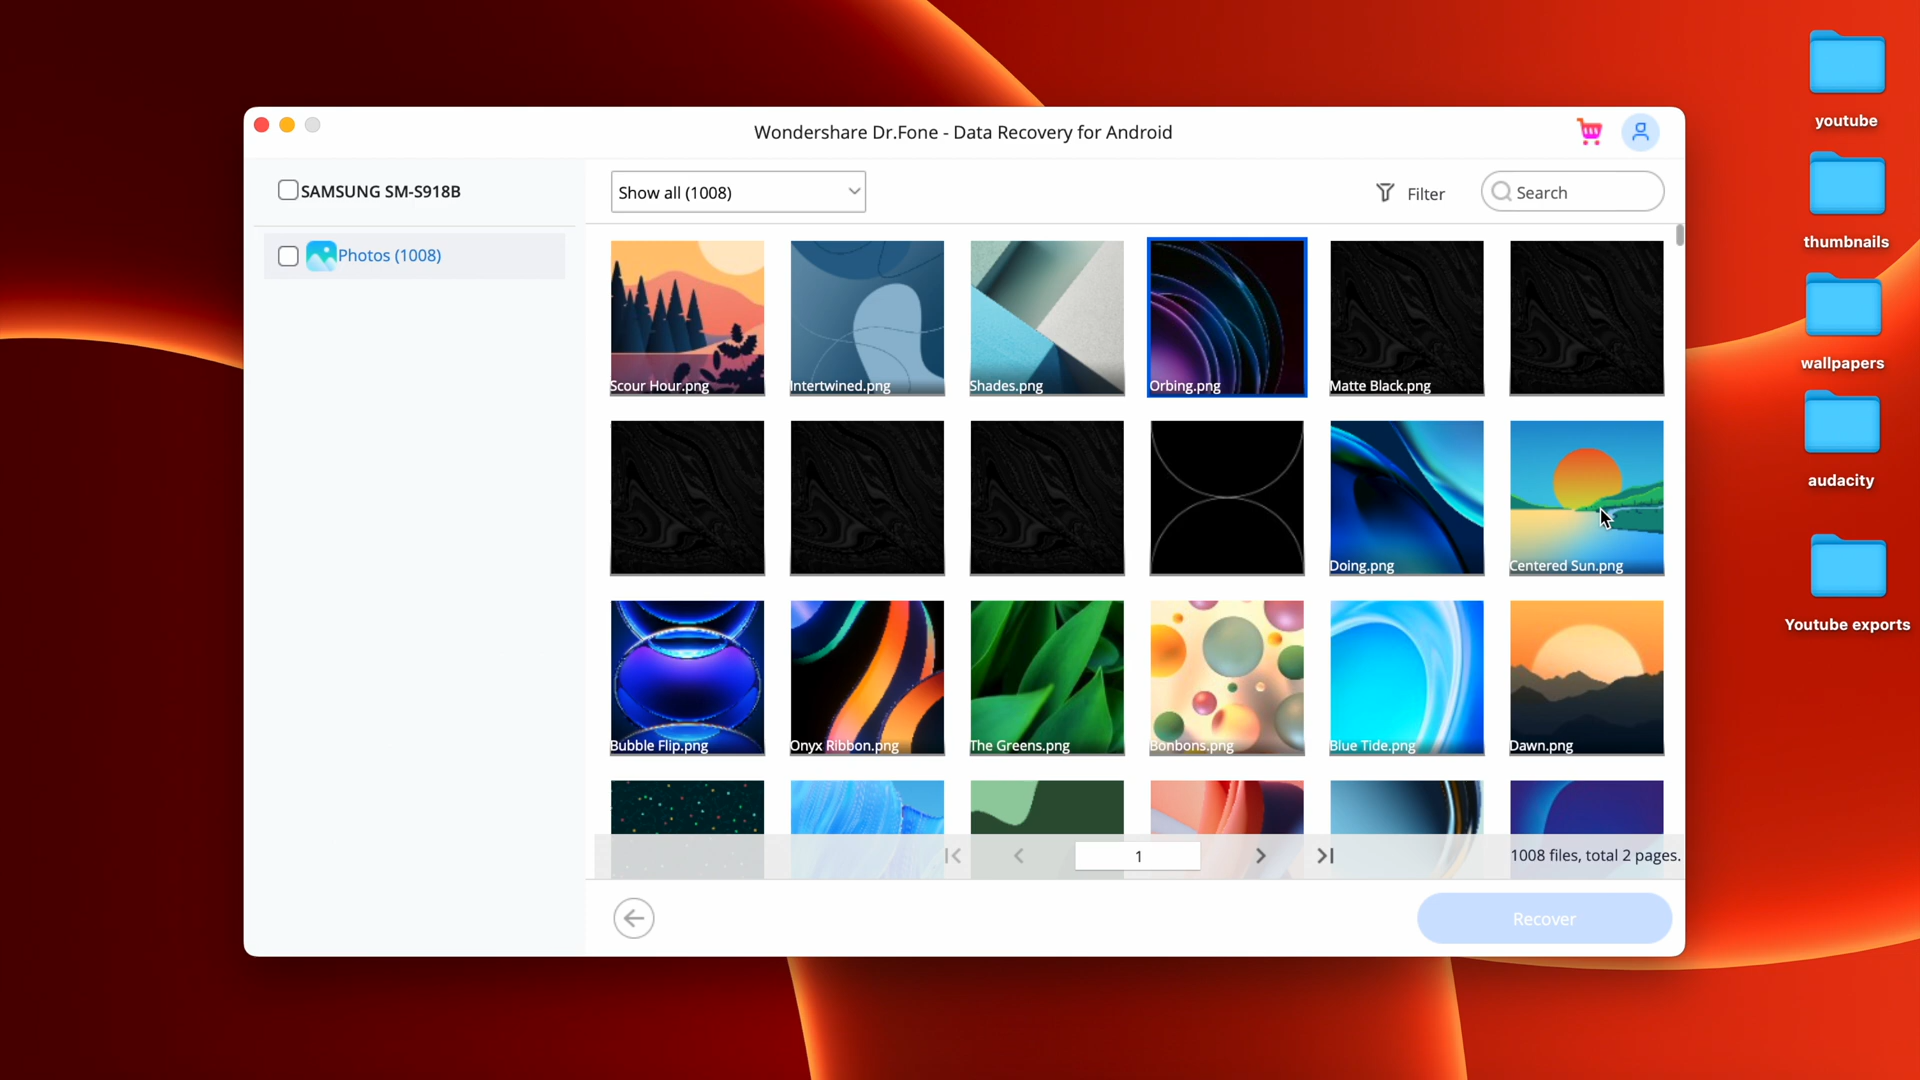 Wondershare Dr.Fone - Data Recovery for Android
SAMSUNG SM-S918B
Photos (1008)
Show all (1008)
Filter
Search
Scour Hour.png
Intertwined.png
Shades.png
Orbing.png
Matte Black.png
Doing.png
Centered Sun.png
Bubble Flip.png
Onyx Ribbon.png
The Greens.png
Bonbons.png
Blue Tide.png
Dawn.png
1
1008 files, total 2 pages.
Recover
youtube
thumbnails
wallpapers
audacity
Youtube exports